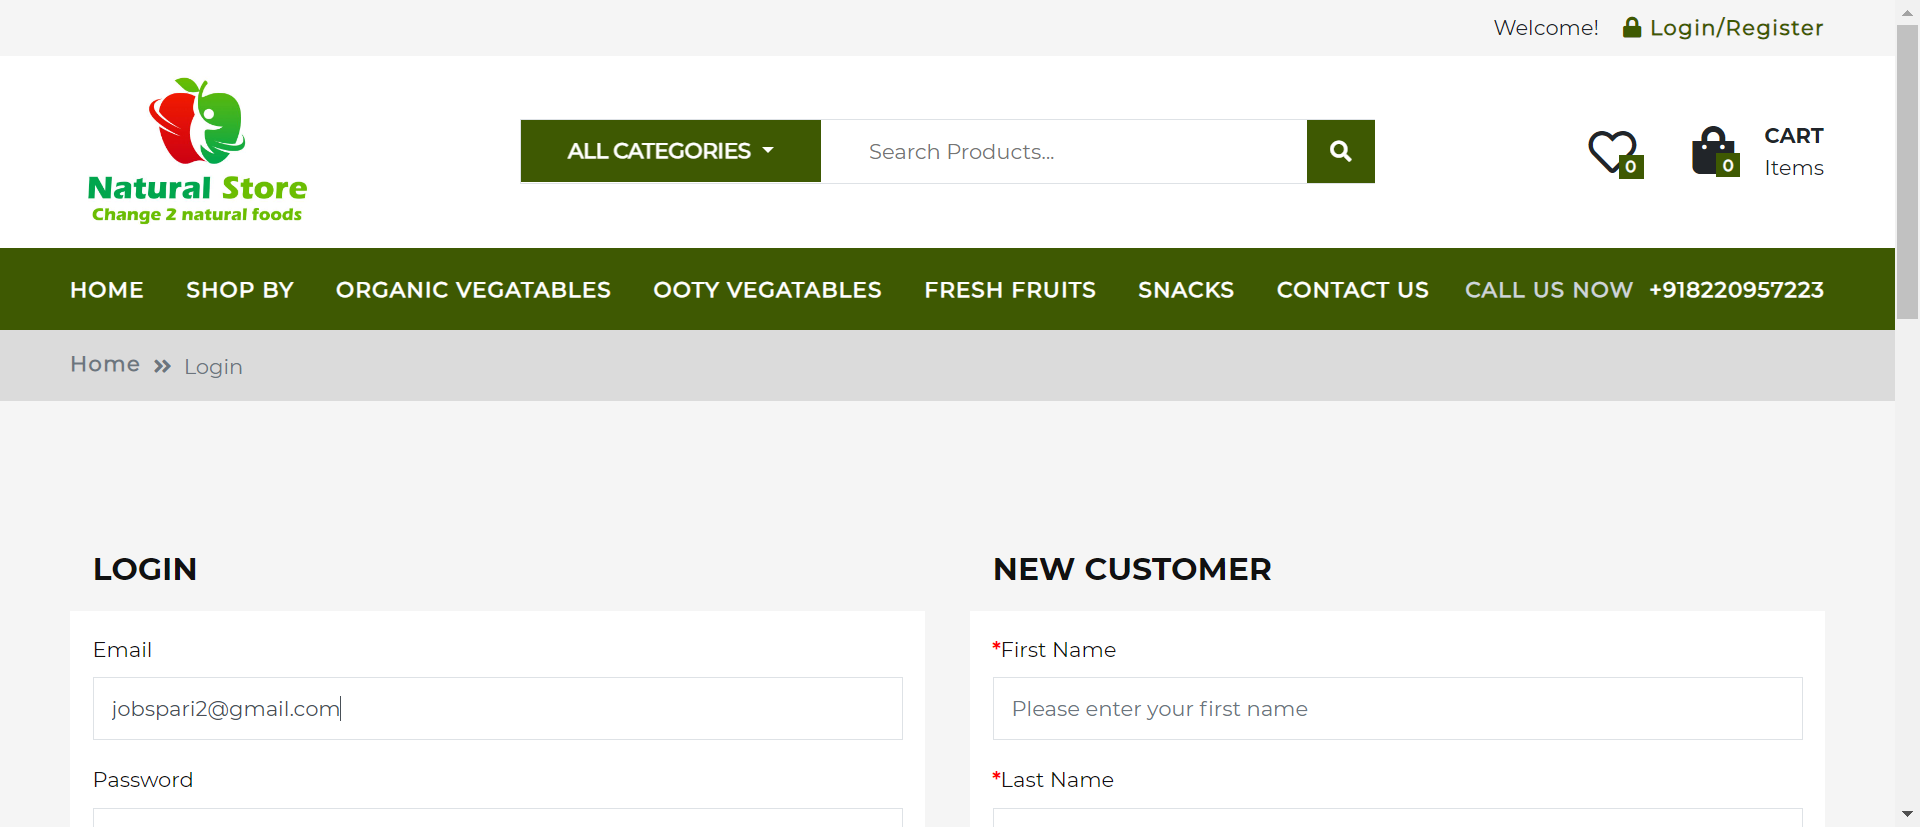 Welcome! Login/Register
Natural Store
Change 2 natural foods
ALL CATEGORIES
Search Products...
0
0
CART
Items
HOME SHOP BY ORGANIC VEGATABLES OOTY VEGATABLES FRESH FRUITS SNACKS CONTACT US CALL US NOW +918220957223
Home » Login
LOGIN
Email
jobspari2@gmail.com
Password
NEW CUSTOMER
*First Name
Please enter your first name
*Last Name